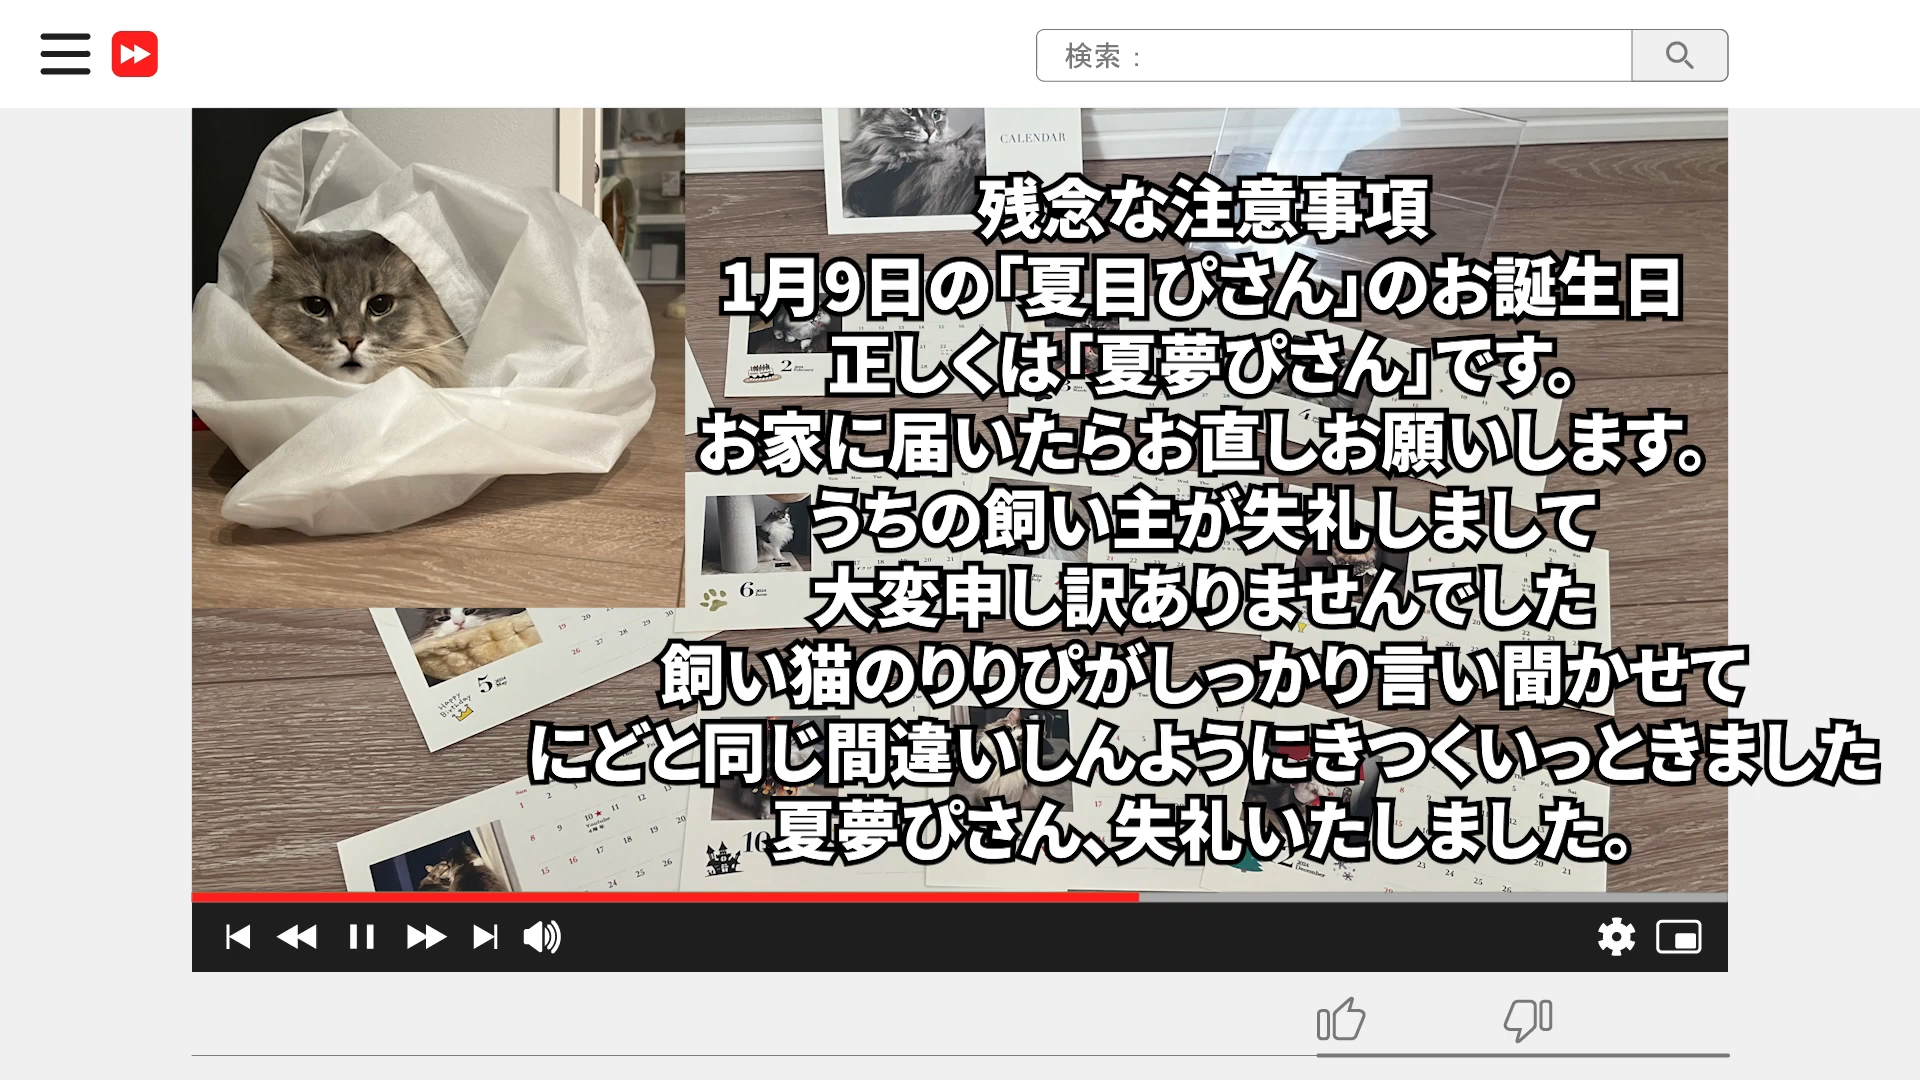 検索：
CALENDAR
残念な注意事項
1月9日の「夏目ぴさん」のお誕生日
正しくは「夏夢ぴさん」です。
お家に届いたらお直しお願いします。
うちの飼い主が失礼しまして
大変申し訳ありませんでした
飼い猫のりりぴがしっかり言い聞かせて
にどと同じ間違いしんようにきつくいっときました
夏夢ぴさん、失礼いたしました。
2
6
5
Happy Birthday
10